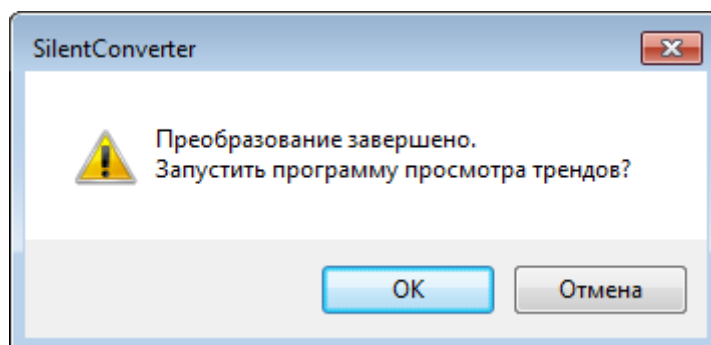 SilentConverter
Преобразование завершено.
Запустить программу просмотра трендов?
OK
Отмена